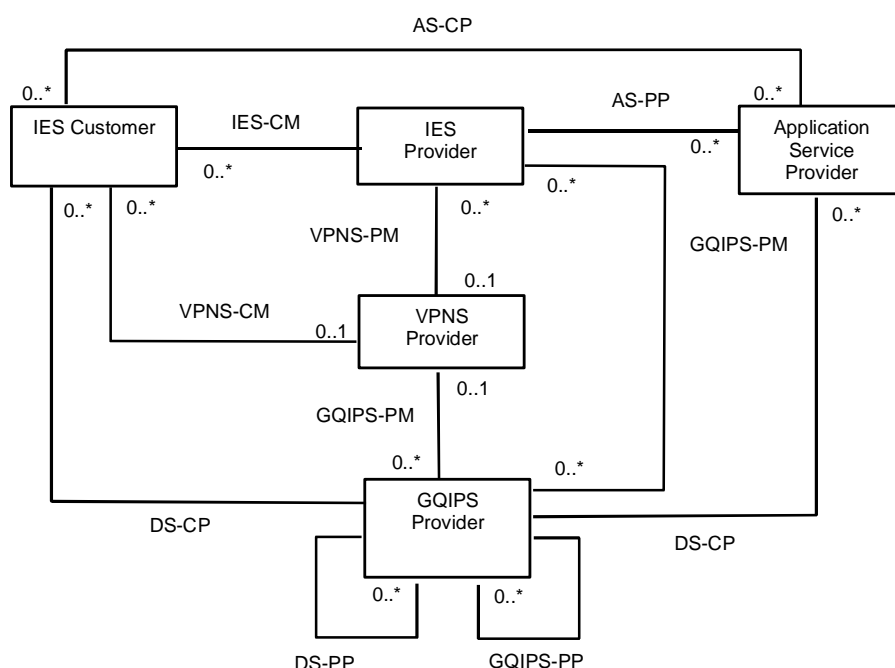 AS-CP
0..*
0..*
IES Customer
IES-CM
IES
Provider
AS-PP
Application
Service
Provider
0..*
0..*
0..*
0..*
0..*
0..*
0..*
VPNS-PM
GQIPS-PM
0..1
VPNS-CM
0..1
VPNS
Provider
0..1
GQIPS-PM
0..*
0..*
GQIPS
Provider
DS-CP
DS-CP
0..*
0..*
DS-PP
GQIPS-PP